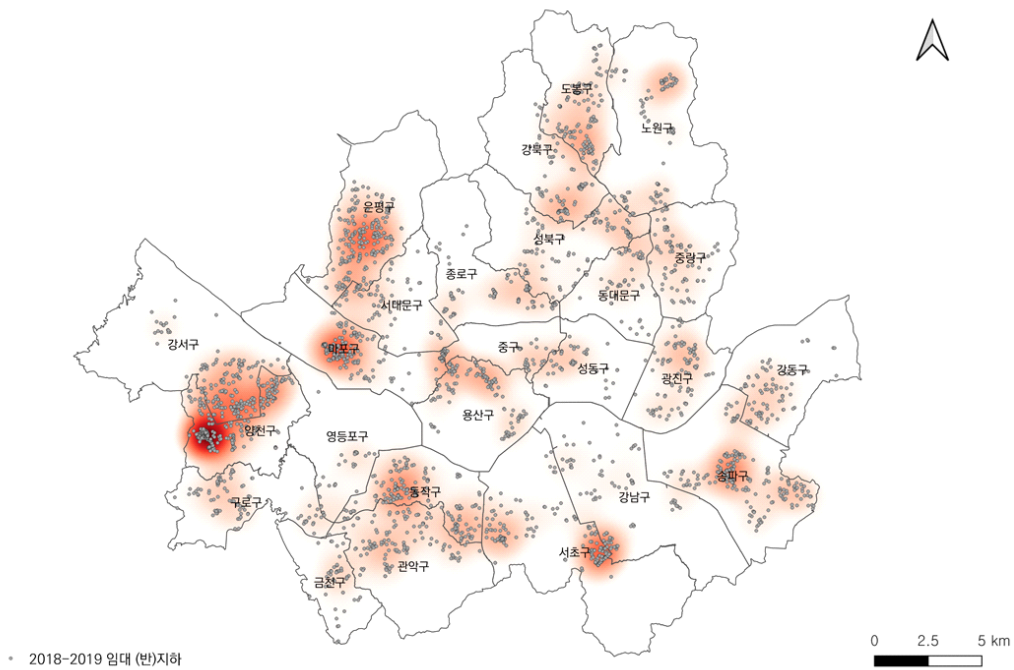 도봉구
노원구
강북구
은평구
성북구
중랑구
종로구
동대문구
서대문구
강서구
마포구
중구
성동구
광진구
강동구
용산구
양천구
영등포구
송파구
동작구
강남구
구로구
서초구
관악구
금천구
0 2.5 5 km
2018-2019 임대 (반)지하